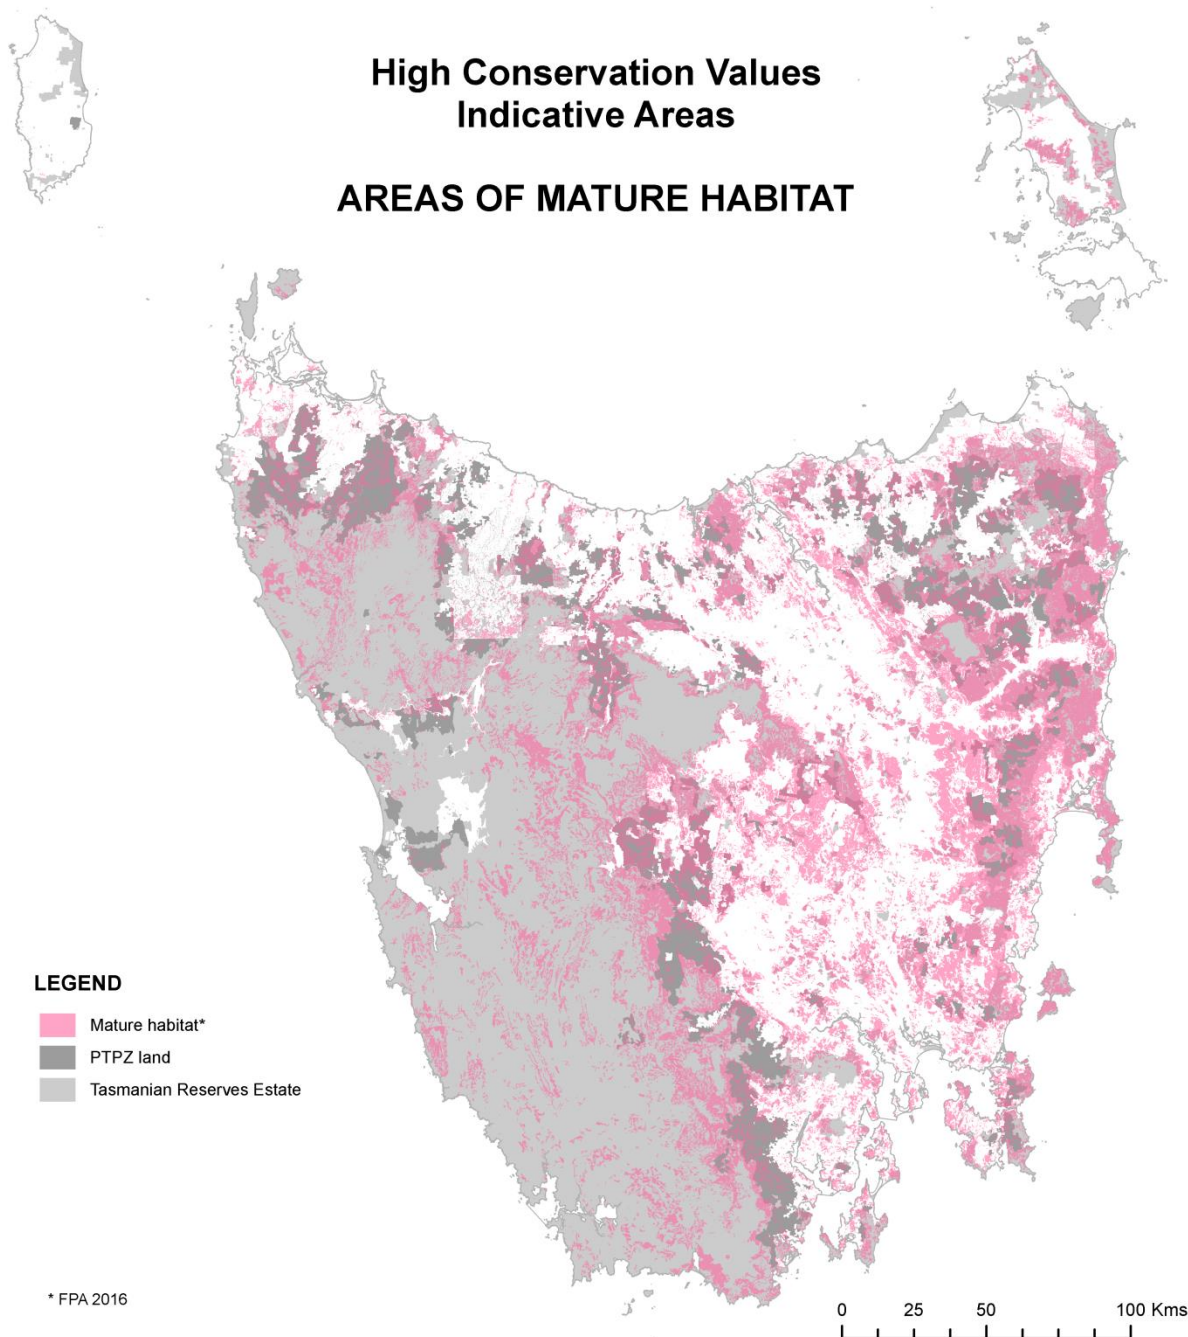 High Conservation Values
Indicative Areas
AREAS OF MATURE HABITAT
LEGEND
Mature habitat*
PTPZ land
Tasmanian Reserves Estate
* FPA 2016
0 25 50 100 Kms